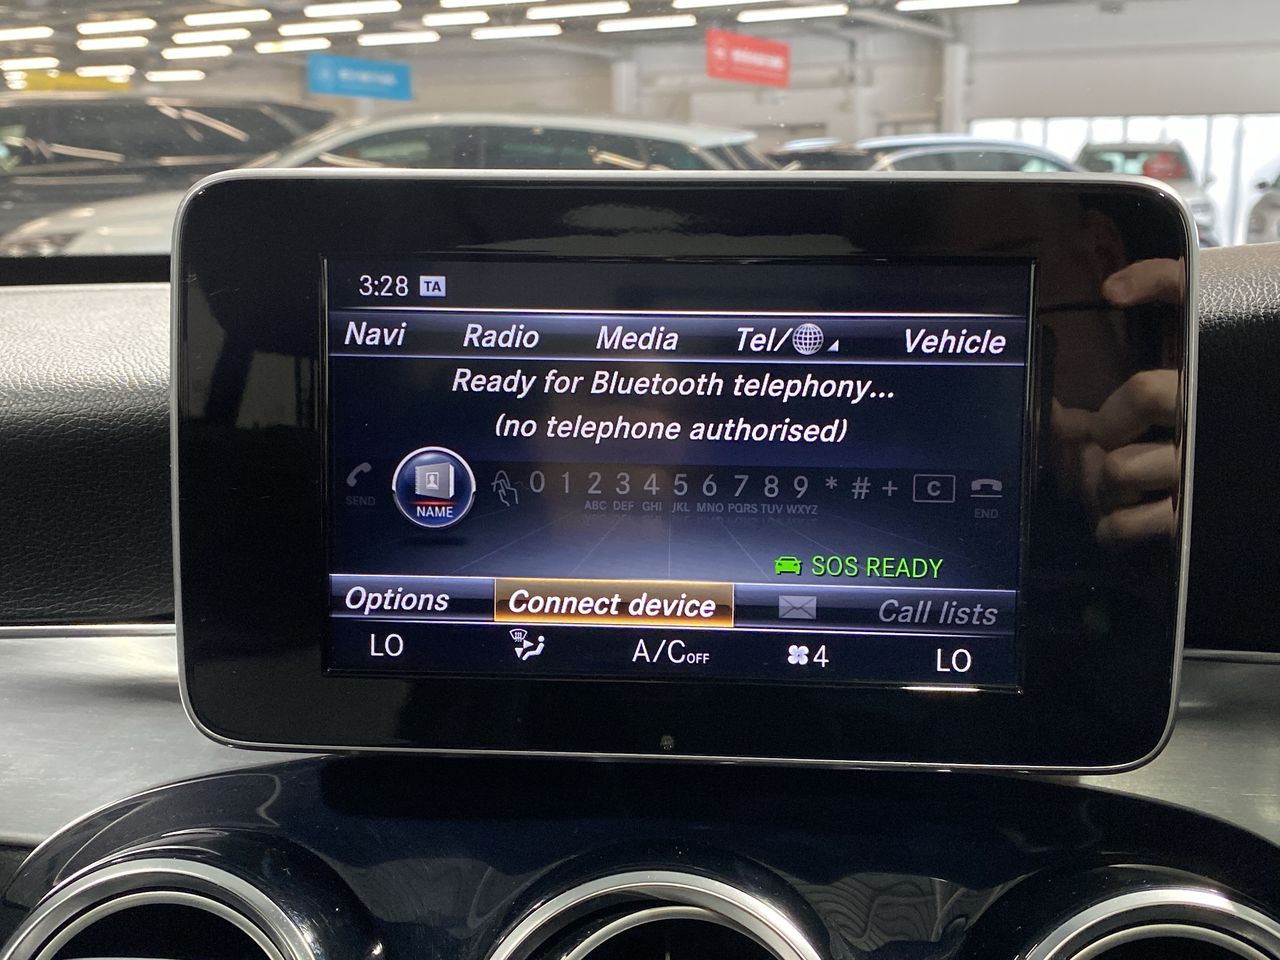 3:28 TA
Navi Radio Media Tel/ Vehicle
Ready for Bluetooth telephony...
(no telephone authorised)
SEND NAME 0 1 2 3 4 5 6 7 8 9 * # + C END
ABC DEF GHI JKL MNO PQRS TUV WXYZ
SOS READY
Options Connect device Call lists
LO A/C OFF 4 LO